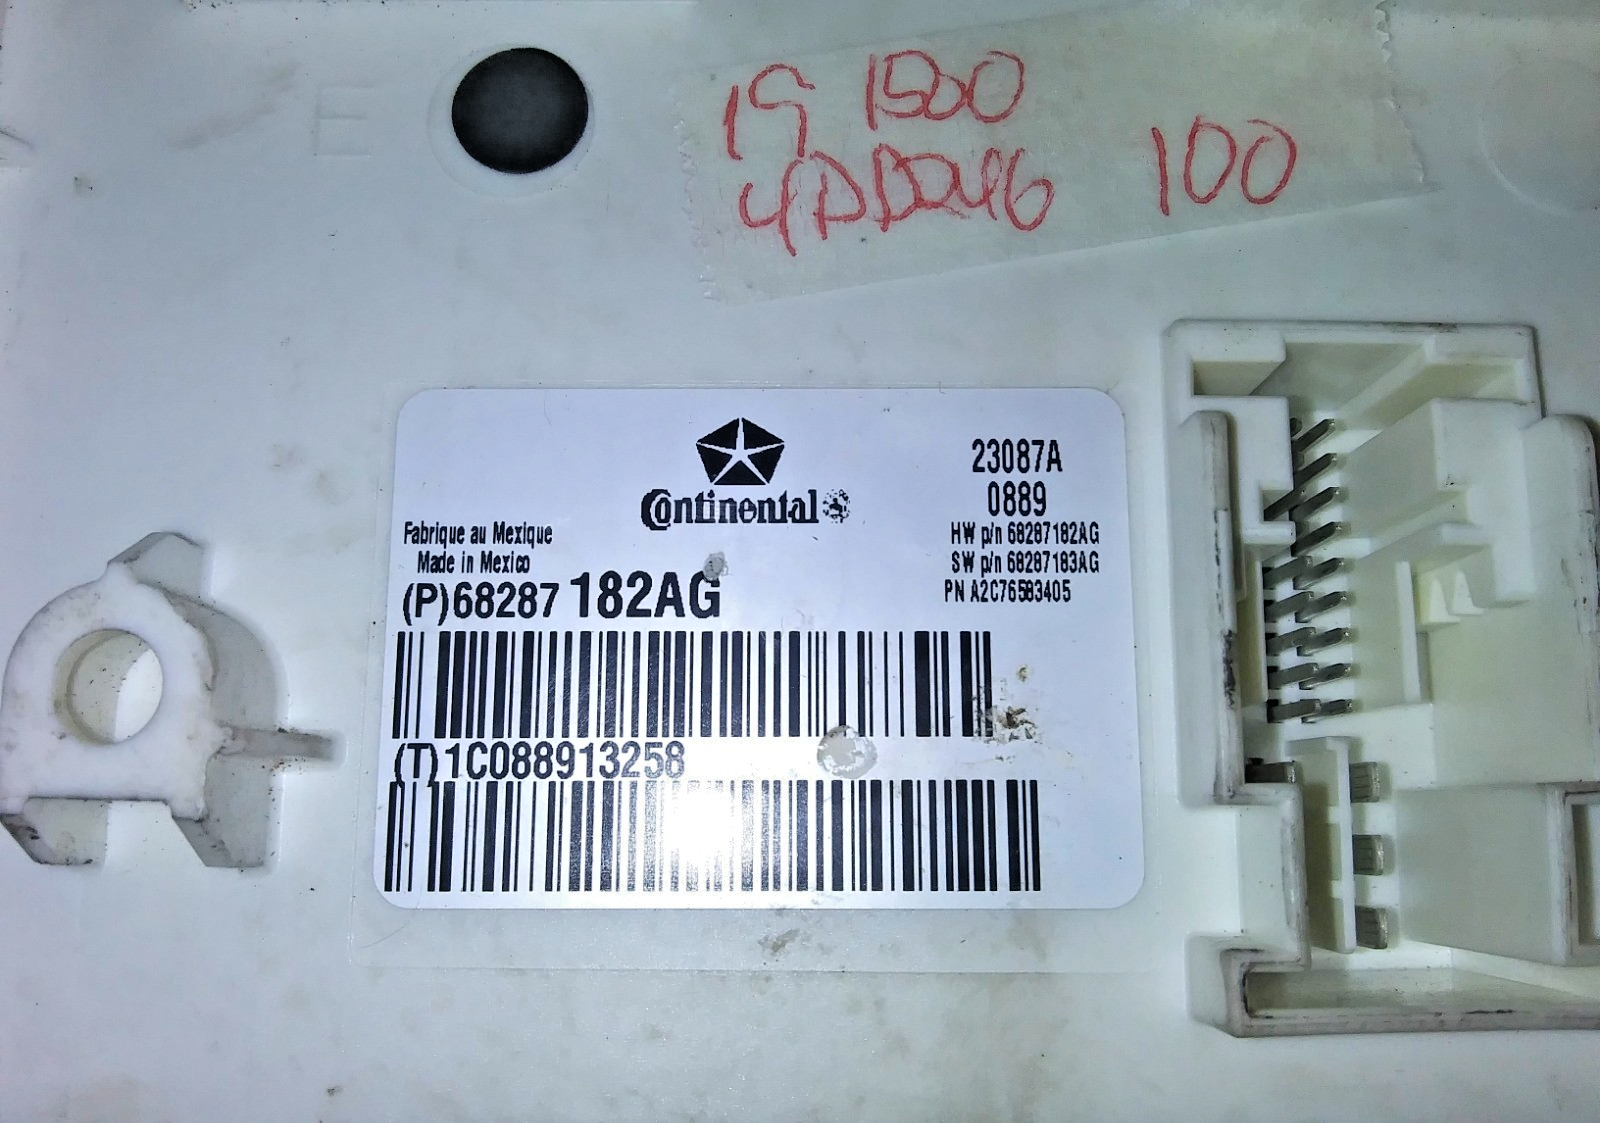 E
19 1500
4DD246 100
Continental
23087A
0889
HW p/n 68287182AG
SW p/n 68287183AG
PN A2C76583405
Fabrique au Mexique
Made in Mexico
(P)68287 182AG
(T)1C088913258